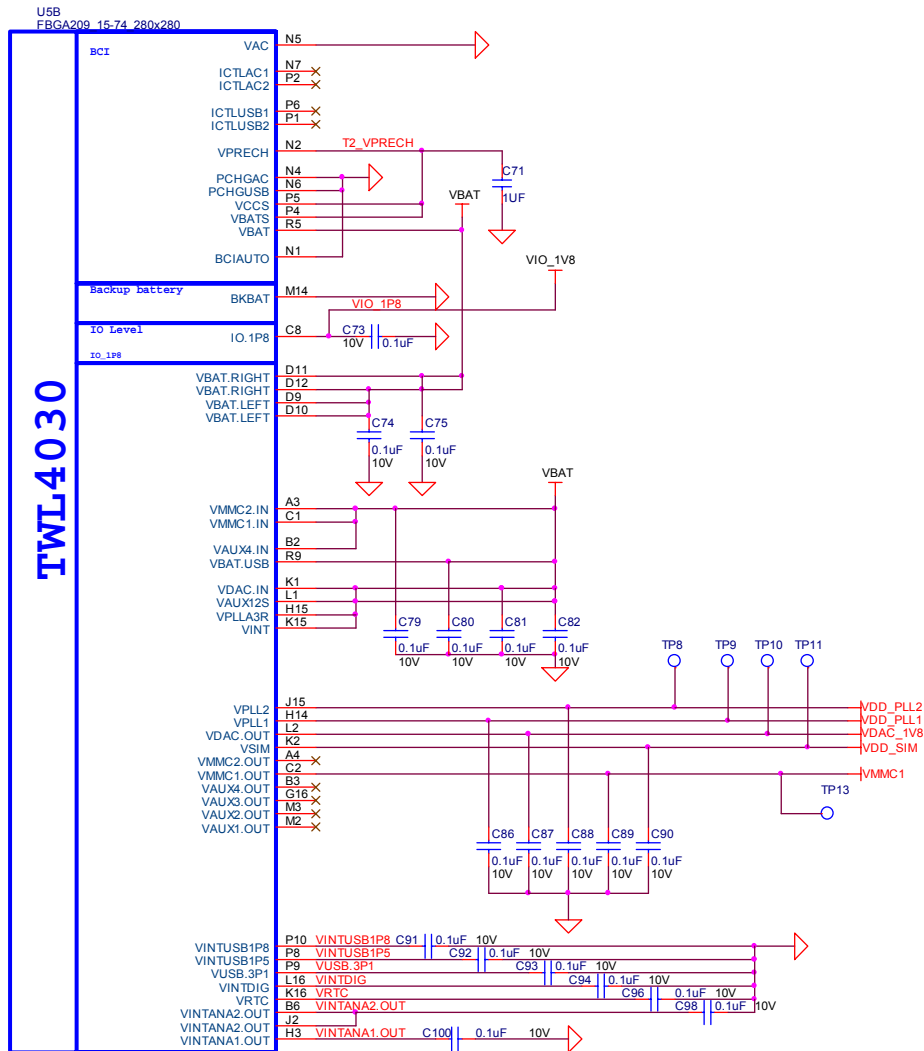 U5B
FBGA209_15-74_280x280
TWL4030
BCI
VAC N5
ICTLAC1 N7
ICTLAC2 P2
ICTLUSB1 P6
ICTLUSB2 P1
VPRECH N2 T2_VPRECH
PCHGAC N4
PCHGUSB N6
VCCS P5
VBATS P4
VBAT R5
BCIAUTO N1
C71
1UF
VBAT
VIO_1V8
Backup battery
BKBAT M14
VIO_1P8
IO Level
IO_1P8
IO.1P8 C8
C73
10V 0.1uF
VBAT.RIGHT D11
VBAT.RIGHT D12
VBAT.LEFT D9
VBAT.LEFT D10
C74 C75
0.1uF 0.1uF
10V 10V
VBAT
VMMC2.IN A3
VMMC1.IN C1
VAUX4.IN B2
VBAT.USB R9
VDAC.IN K1
VAUX12S L1
VPLLA3R H15
VINT K15
C79 C80 C81 C82
0.1uF 0.1uF 0.1uF 0.1uF
10V 10V 10V 10V
TP8 TP9 TP10 TP11
VPLL2 J15 VDD_PLL2
VPLL1 H14 VDD_PLL1
VDAC.OUT L2 VDAC_1V8
VSIM K2 VDD_SIM
VMMC2.OUT A4
VMMC1.OUT C2 VMMC1
VAUX4.OUT B3
VAUX3.OUT G16
VAUX2.OUT M3
VAUX1.OUT M2
TP13
C86 C87 C88 C89 C90
0.1uF 0.1uF 0.1uF 0.1uF 0.1uF
10V 10V 10V 10V 10V
VINTUSB1P8 P10 VINTUSB1P8 C91 0.1uF 10V
VINTUSB1P5 P8 VINTUSB1P5 C92 0.1uF 10V
VUSB.3P1 P9 VUSB.3P1 C93 0.1uF 10V
VINTDIG L16 VINTDIG C94 0.1uF 10V
VRTC K16 VRTC C96 0.1uF 10V
VINTANA2.OUT B6 VINTANA2.OUT C98 0.1uF 10V
VINTANA2.OUT J2
VINTANA1.OUT H3 VINTANA1.OUT C100 0.1uF 10V